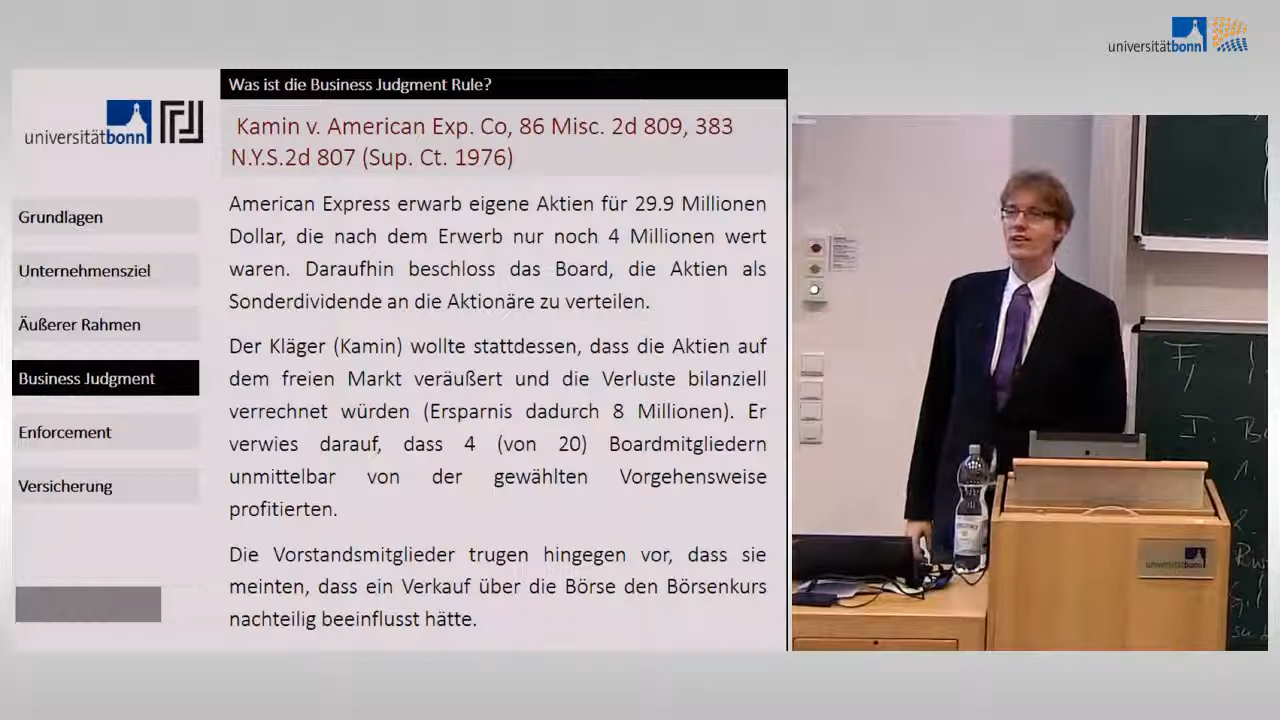 universitätbonn
Was ist die Business Judgment Rule?
universitätbonn
Kamin v. American Exp. Co, 86 Misc. 2d 809, 383
N.Y.S.2d 807 (Sup. Ct. 1976)
American Express erwarb eigene Aktien für 29.9 Millionen
Dollar, die nach dem Erwerb nur noch 4 Millionen wert
waren. Daraufhin beschloss das Board, die Aktien als
Sonderdividende an die Aktionäre zu verteilen.
Der Kläger (Kamin) wollte stattdessen, dass die Aktien auf
dem freien Markt veräußert und die Verluste bilanziell
verrechnet würden (Ersparnis dadurch 8 Millionen). Er
verwies darauf, dass 4 (von 20) Boardmitgliedern
unmittelbar von der gewählten Vorgehensweise
profitierten.
Die Vorstandsmitglieder trugen hingegen vor, dass sie
meinten, dass ein Verkauf über die Börse den Börsenkurs
nachteilig beeinflusst hätte.
Grundlagen
Unternehmensziel
Äußerer Rahmen
Business Judgment
Enforcement
Versicherung
universitätbonn
I.
1.
2.